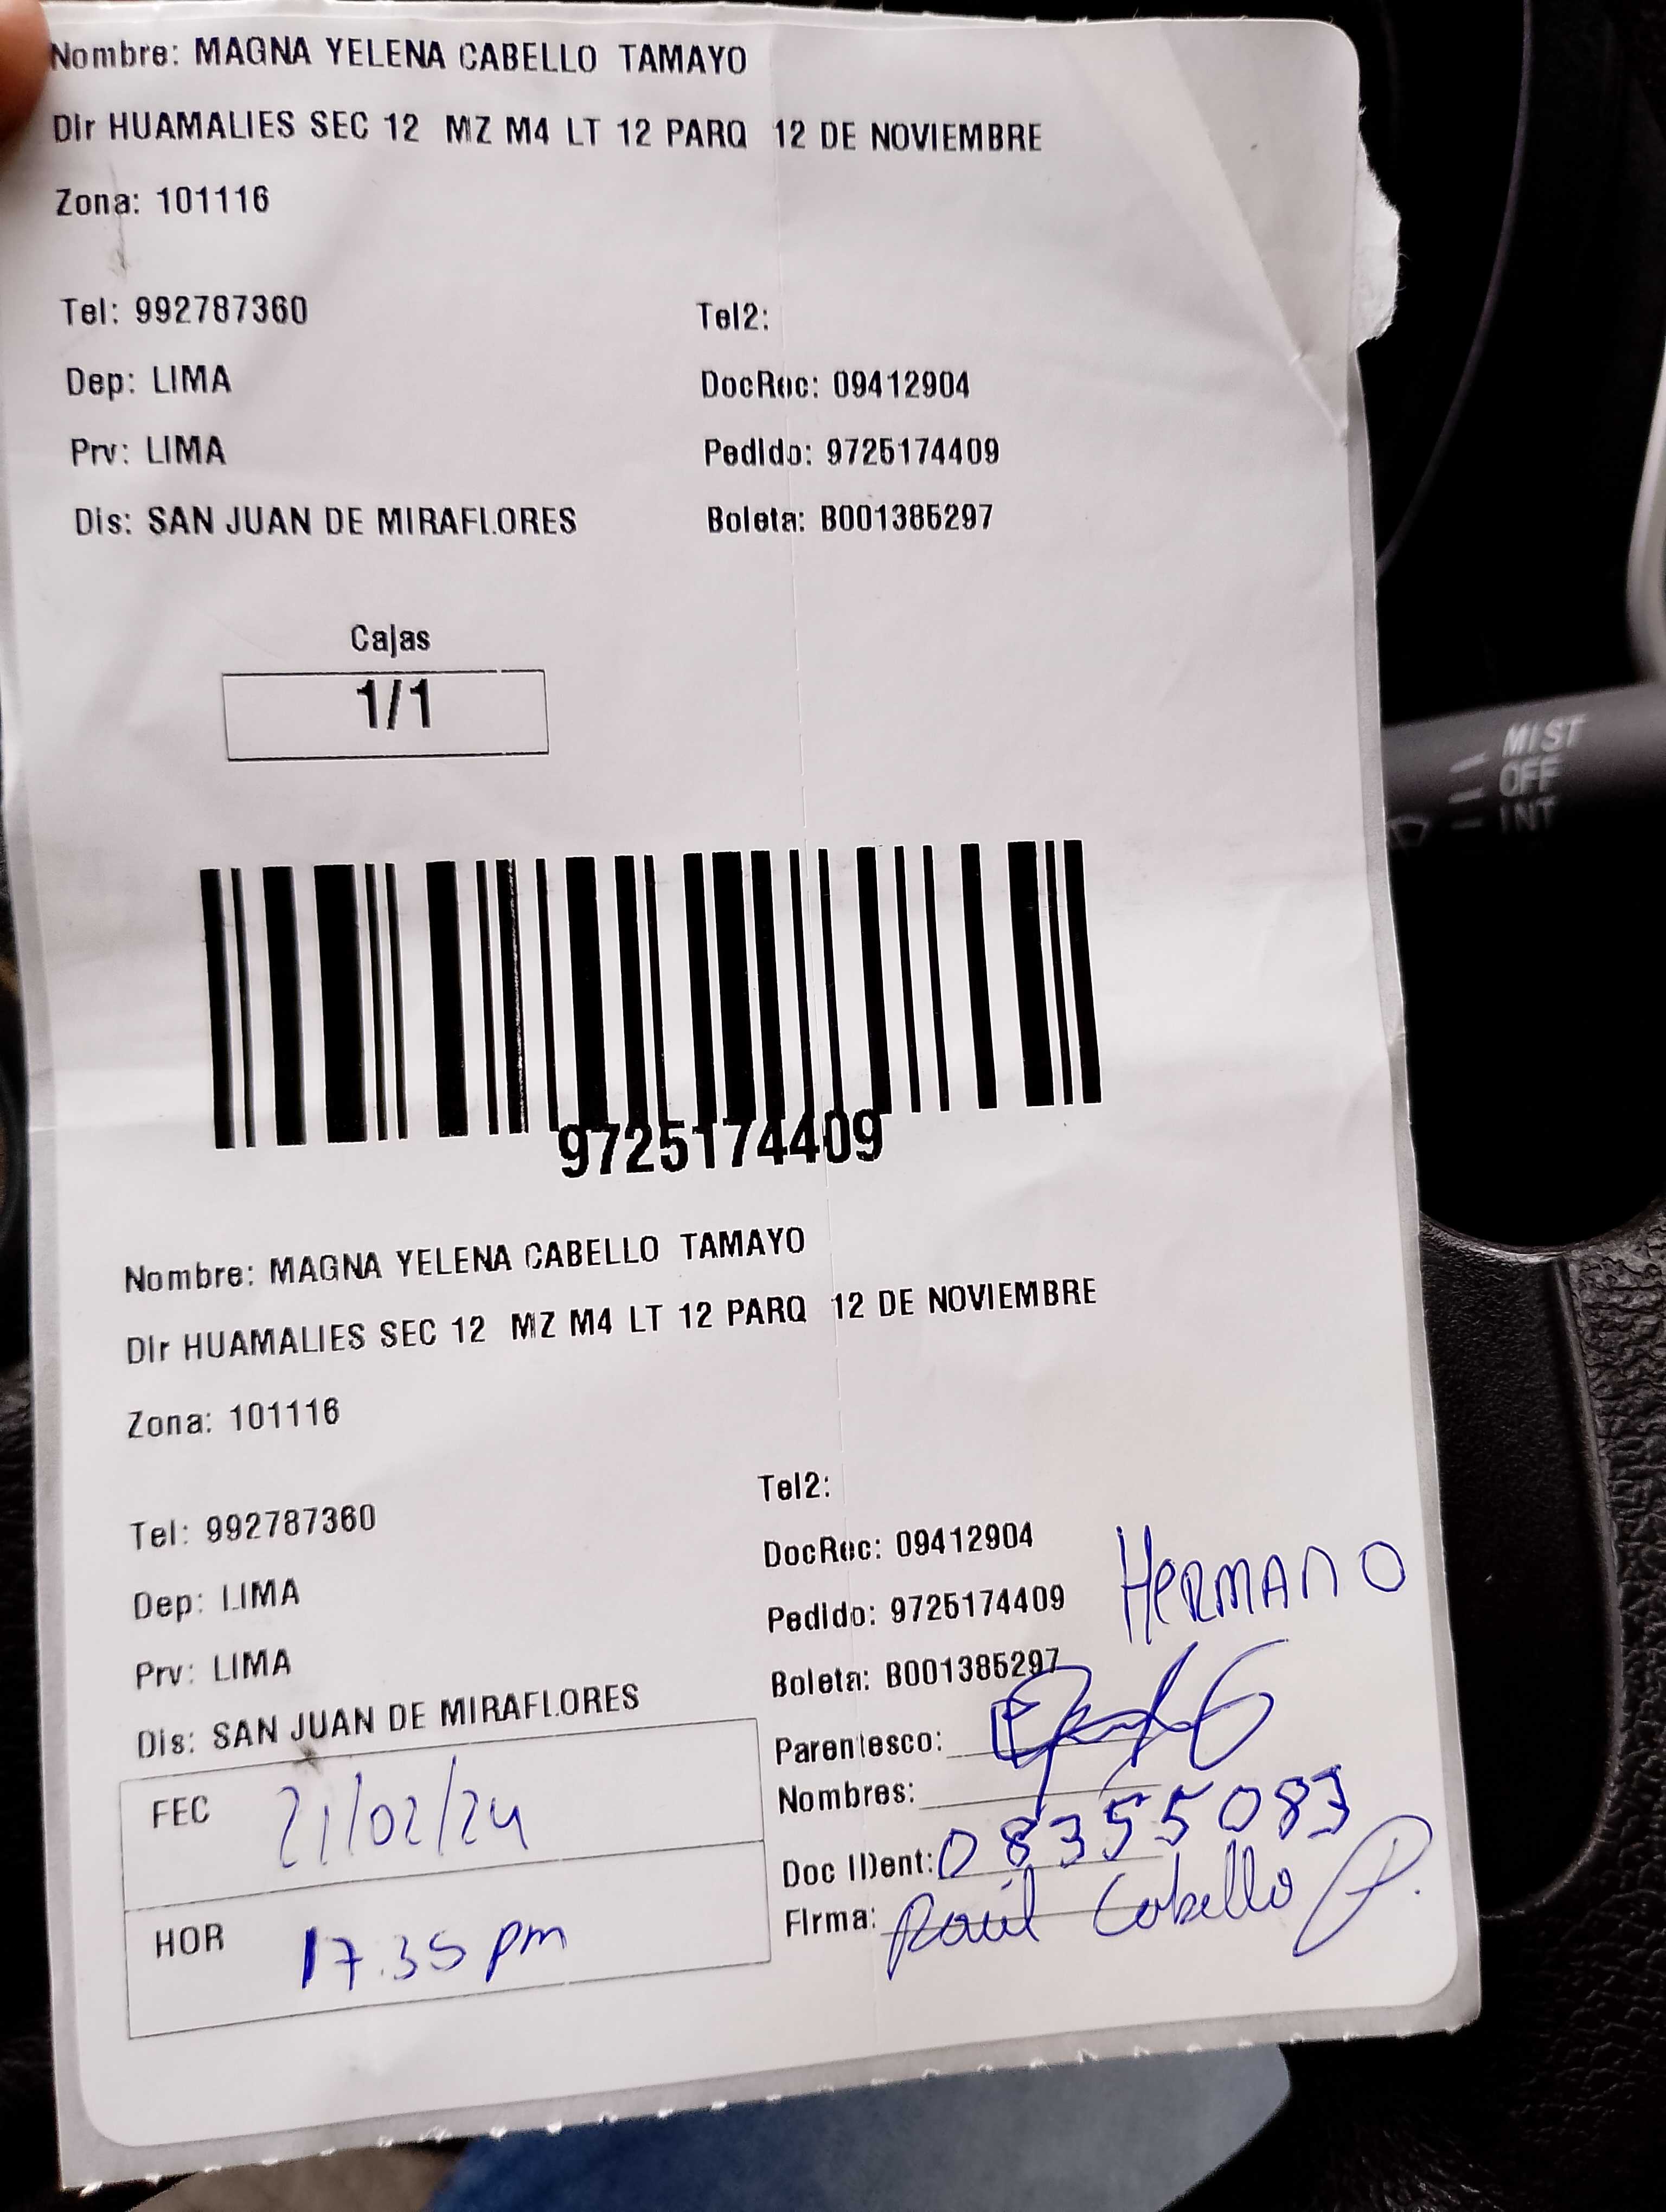 Nombre: MAGNA YELENA CABELLO TAMAYO
Dir HUAMALIES SEC 12 MZ M4 LT 12 PARQ 12 DE NOVIEMBRE
Zona: 101116
Tel: 992787360 Tel2:
Dep: LIMA DocRec: 09412904
Prv: LIMA Pedido: 9725174409
Dis: SAN JUAN DE MIRAFLORES Boleta: B001385297
Cajas
1/1
MIST
OFF
INT
9725174409
Nombre: MAGNA YELENA CABELLO TAMAYO
Dir HUAMALIES SEC 12 MZ M4 LT 12 PARQ 12 DE NOVIEMBRE
Zona: 101116
Tel: 992787360 Tel2:
Dep: LIMA DocRec: 09412904
Prv: LIMA Pedido: 9725174409
HERMANO
Dis: SAN JUAN DE MIRAFLORES Boleta: B001385297
Parentesco:
Nombres:
FEC 21/02/24
Doc IDent: 08355083
Firma: Raúl Cabello P.
HOR 17.35 pm